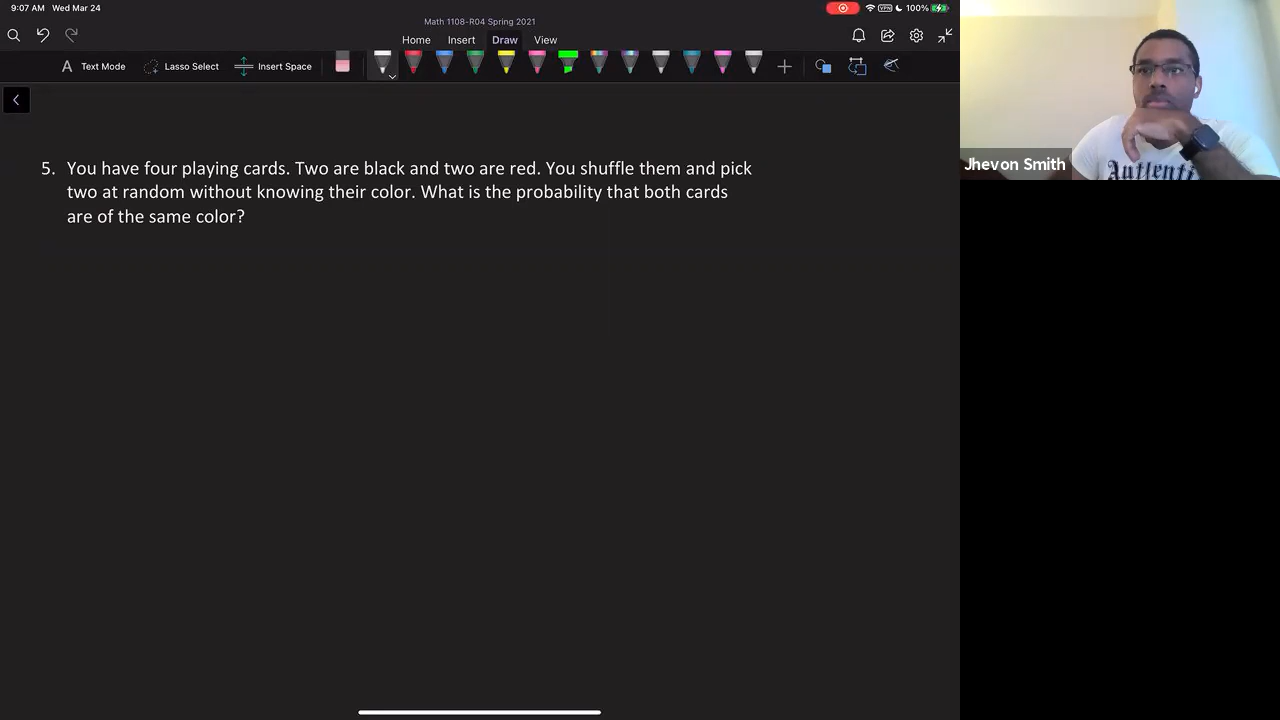 9:07 AM Wed Mar 24
VPN 100%
Math 1108-R04 Spring 2021
Home Insert Draw View
A Text Mode Lasso Select Insert Space
5. You have four playing cards. Two are black and two are red. You shuffle them and pick
two at random without knowing their color. What is the probability that both cards
are of the same color?
Jhevon Smith
Authenti